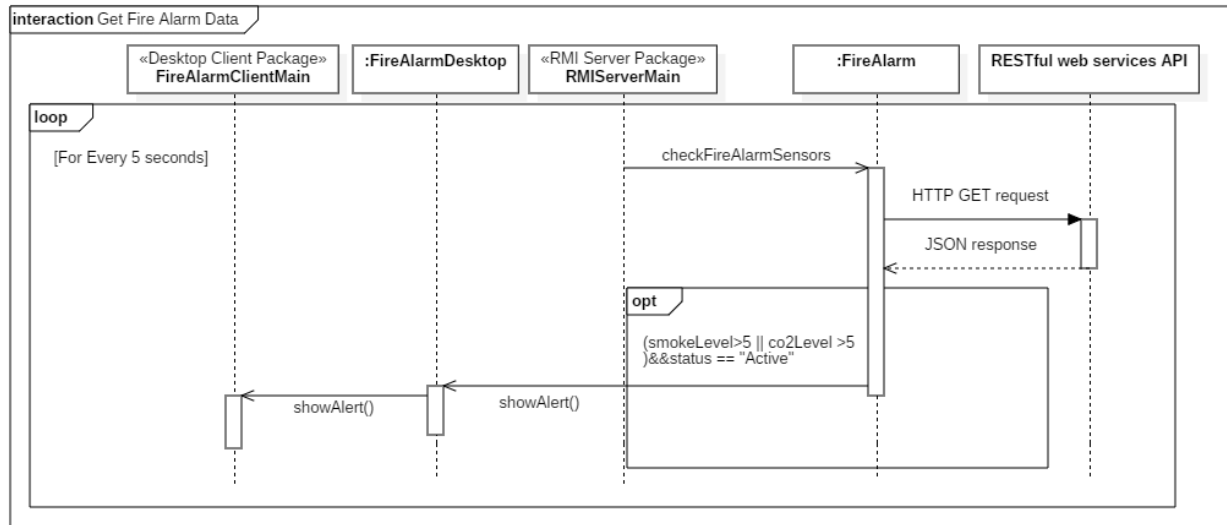 interaction Get Fire Alarm Data
«Desktop Client Package»
FireAlarmClientMain
:FireAlarmDesktop
«RMI Server Package»
RMIServerMain
:FireAlarm
RESTful web services API
loop
[For Every 5 seconds]
checkFireAlarmSensors
HTTP GET request
JSON response
opt
(smokeLevel>5 || co2Level >5
)&&status == "Active"
showAlert()
showAlert()